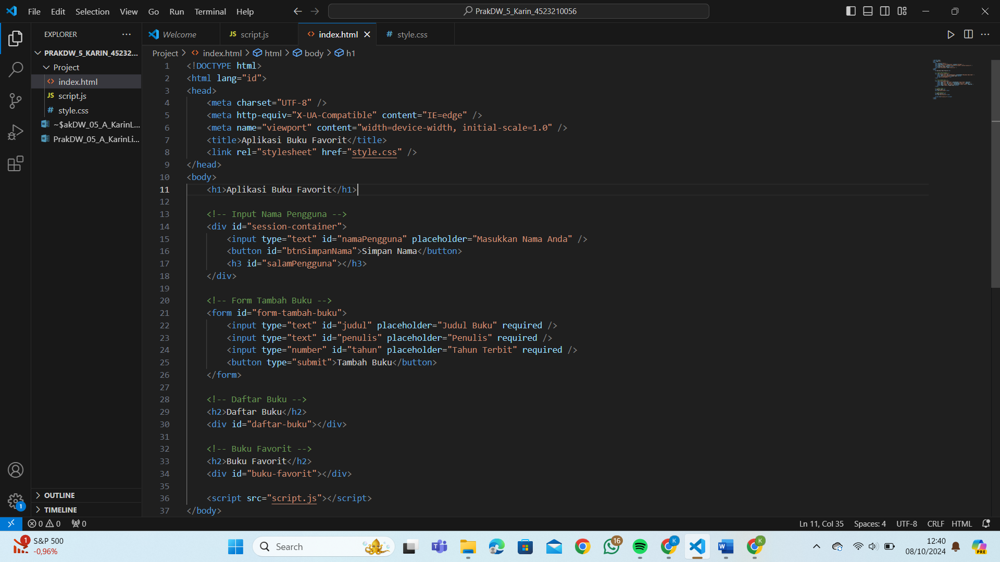 File Edit Selection View Go Run Terminal Help
PrakDW_5_Karin_4523210056
EXPLORER
Welcome
JS script.js
<> index.html
# style.css
PRAKDW_5_KARIN_45232...
Project
<> index.html
JS script.js
# style.css
~$akDW_05_A_KarinL...
PrakDW_05_A_KarinLi...
OUTLINE
TIMELINE
Project > <> index.html > html > body > h1
1 <!DOCTYPE html>
2 <html lang="id">
3 <head>
4 <meta charset="UTF-8" />
5 <meta http-equiv="X-UA-Compatible" content="IE=edge" />
6 <meta name="viewport" content="width=device-width, initial-scale=1.0" />
7 <title>Aplikasi Buku Favorit</title>
8 <link rel="stylesheet" href="style.css" />
9 </head>
10 <body>
11 <h1>Aplikasi Buku Favorit</h1>
12
13 <!-- Input Nama Pengguna -->
14 <div id="session-container">
15 <input type="text" id="namaPengguna" placeholder="Masukkan Nama Anda" />
16 <button id="btnSimpanNama">Simpan Nama</button>
17 <h3 id="salamPengguna"></h3>
18 </div>
19
20 <!-- Form Tambah Buku -->
21 <form id="form-tambah-buku">
22 <input type="text" id="judul" placeholder="Judul Buku" required />
23 <input type="text" id="penulis" placeholder="Penulis" required />
24 <input type="number" id="tahun" placeholder="Tahun Terbit" required />
25 <button type="submit">Tambah Buku</button>
26 </form>
27
28 <!-- Daftar Buku -->
29 <h2>Daftar Buku</h2>
30 <div id="daftar-buku"></div>
31
32 <!-- Buku Favorit -->
33 <h2>Buku Favorit</h2>
34 <div id="buku-favorit"></div>
35
36 <script src="script.js"></script>
37 </body>
1
0 0 0
Ln 11, Col 35 Spaces: 4 UTF-8 CRLF HTML
1 S&P 500
-0,96%
Search
16
K
K
12:40
08/10/2024
PRE